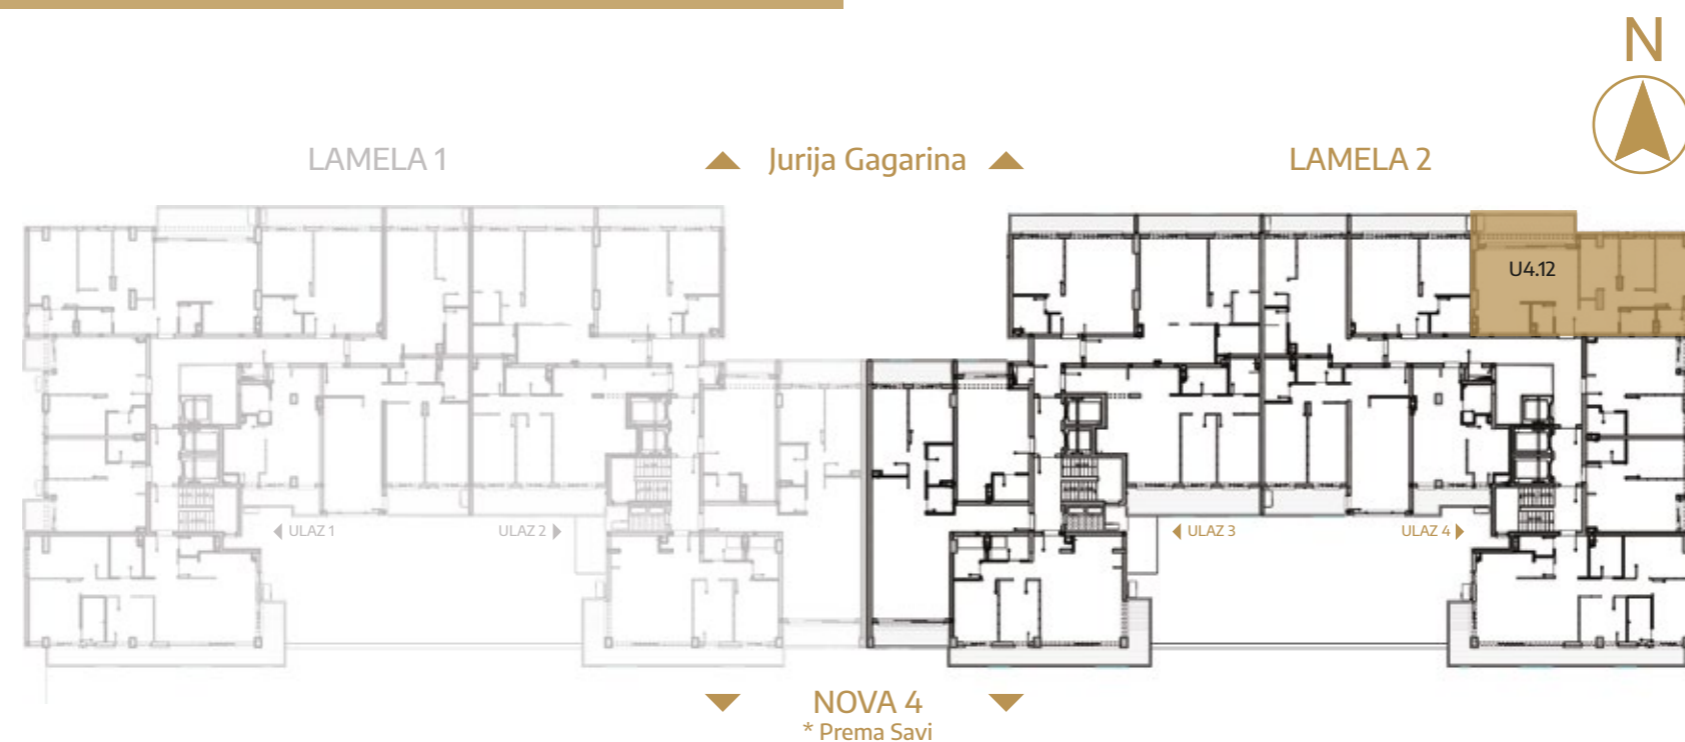 N
LAMELA 1
Jurija Gagarina
LAMELA 2
U4.12
ULAZ 1
ULAZ 2
ULAZ 3
ULAZ 4
NOVA 4
* Prema Savi